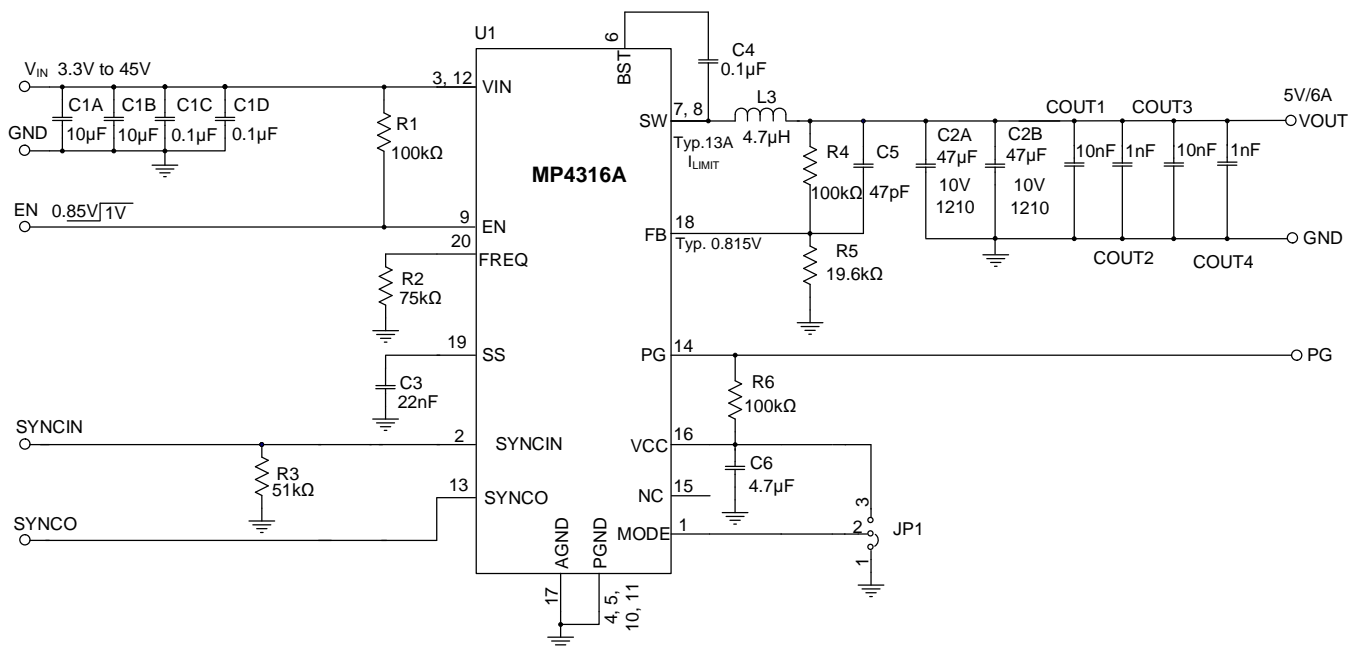 U1
V_IN 3.3V to 45V
C1A
10µF
C1B
10µF
C1C
0.1µF
C1D
0.1µF
GND
R1
100kΩ
3, 12
VIN
6
BST
C4
0.1µF
7, 8
SW
Typ.13A
I_LIMIT
L3
4.7µH
MP4316A
R4
100kΩ
C5
47pF
C2A
47µF
10V
1210
C2B
47µF
10V
1210
COUT1
10nF
1nF
COUT3
10nF
1nF
5V/6A
VOUT
EN 0.85V 1V
9
EN
20
FREQ
R2
75kΩ
18
FB
Typ. 0.815V
R5
19.6kΩ
COUT2
COUT4
GND
19
SS
C3
22nF
14
PG
PG
R6
100kΩ
SYNCIN
2
SYNCIN
R3
51kΩ
16
VCC
C6
4.7µF
13
SYNCO
SYNCO
15
NC
1
MODE
3
2
1
JP1
AGND
PGND
17
4, 5,
10, 11